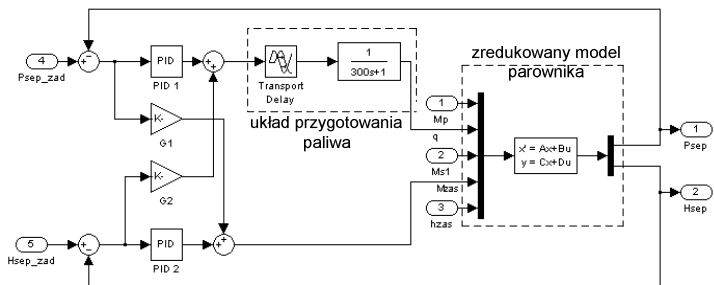 4
Psep_zad
PID
PID 1
K-
G1
K-
G2
5
Hsep_zad
PID
PID 2
Transport
Delay
1
300s+1
układ przygotowania
paliwa
zredukowany model
parownika
1
Mp
q
2
Ms1
Mzas
3
hzas
x' = Ax+Bu
y = Cx+Du
1
Psep
2
Hsep